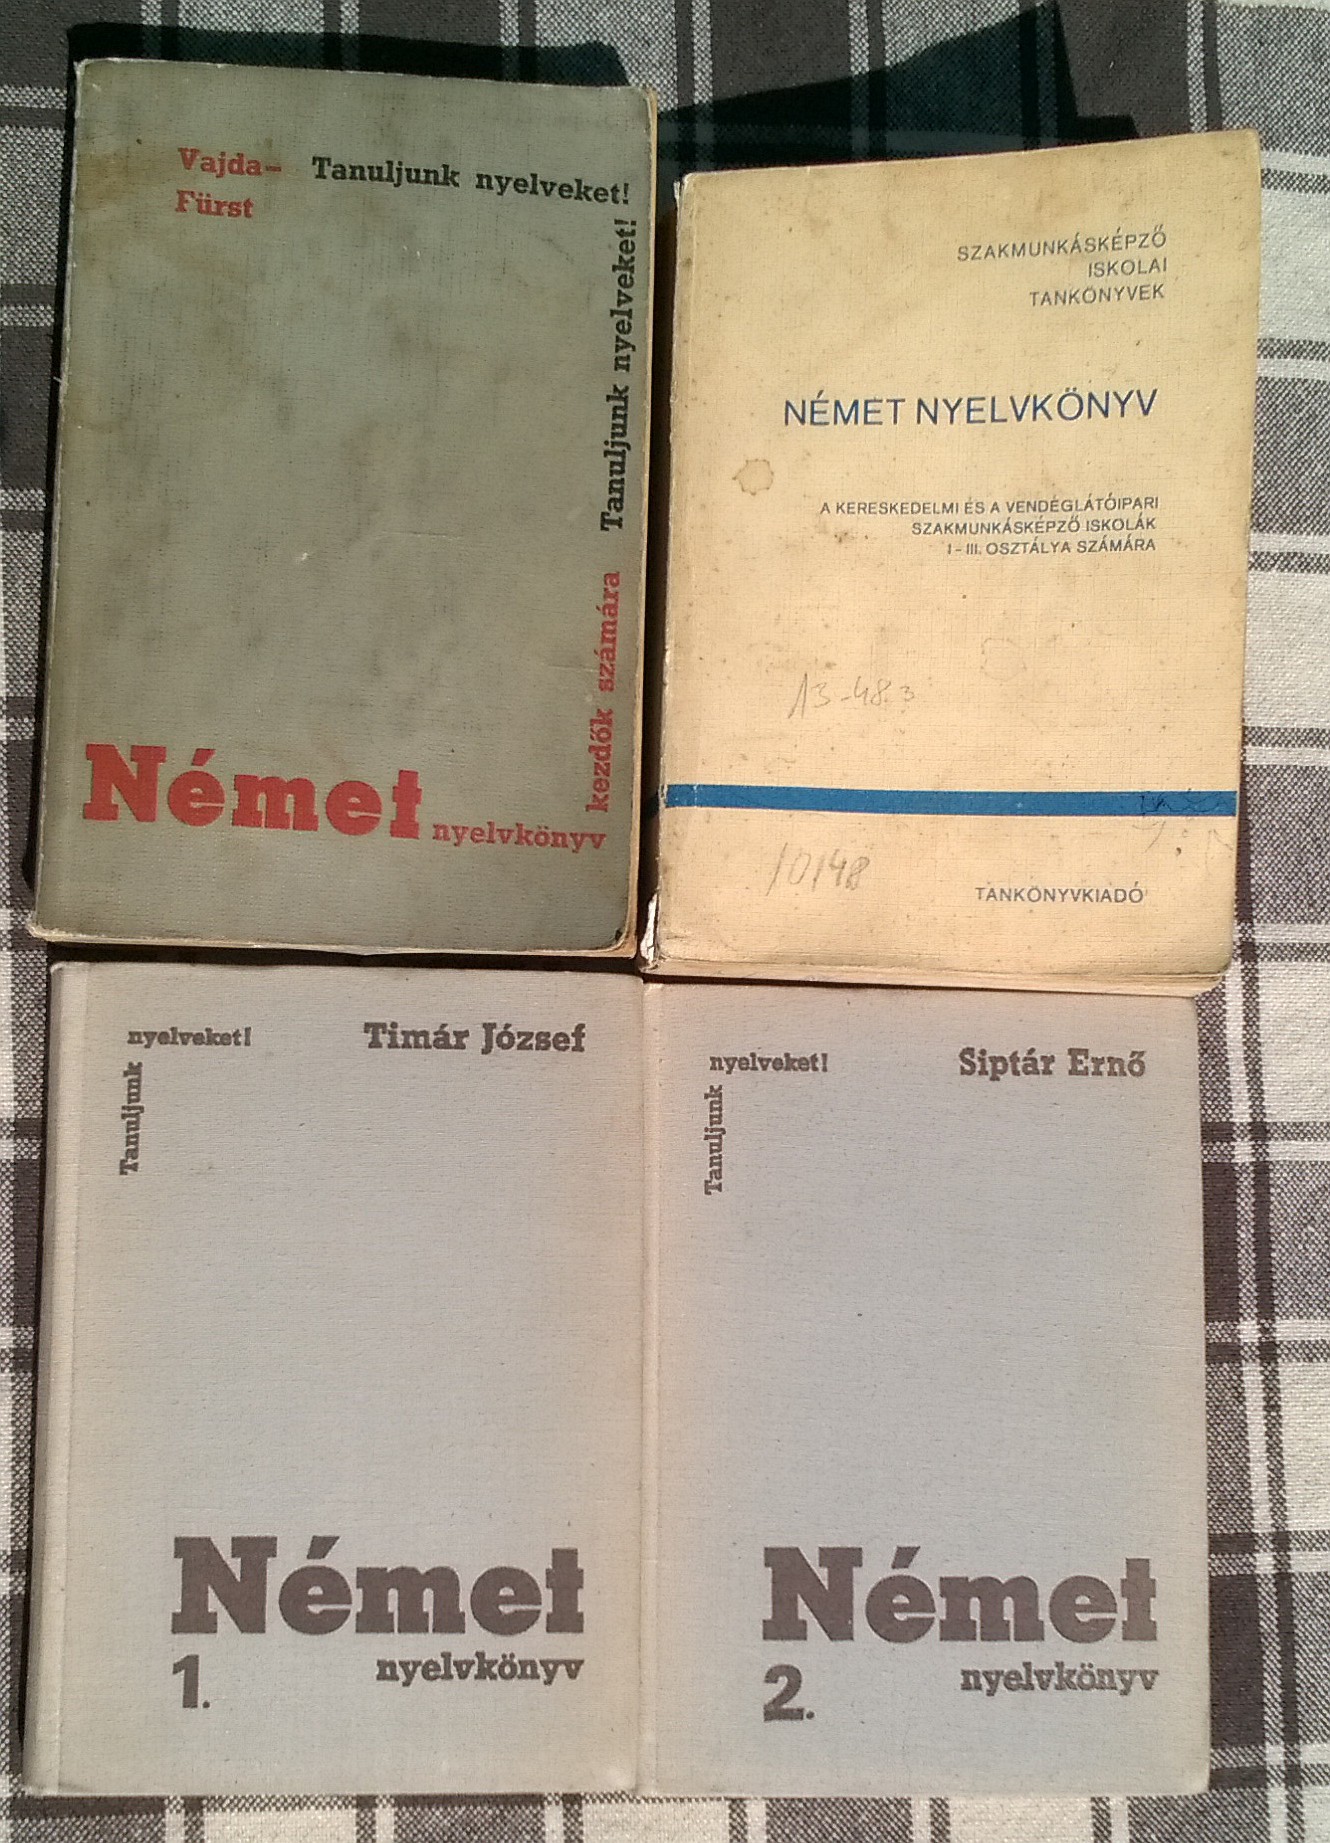 Vajda-
Fürst
Tanuljunk nyelveket!
Tanuljunk nyelveket!
kezdők számára
Német
nyelvkönyv
SZAKMUNKÁSKÉPZŐ
ISKOLAI
TANKÖNYVEK
NÉMET NYELVKÖNYV
A KERESKEDELMI ÉS A VENDÉGLÁTÓIPARI
SZAKMUNKÁSKÉPZŐ ISKOLÁK
I-III. OSZTÁLYA SZÁMÁRA
13-48.3
10148
TANKÖNYVKIADÓ
Tanuljunk
nyelveket!
Timár József
Német
1.
nyelvkönyv
Tanuljunk
nyelveket!
Siptár Ernő
Német
2.
nyelvkönyv